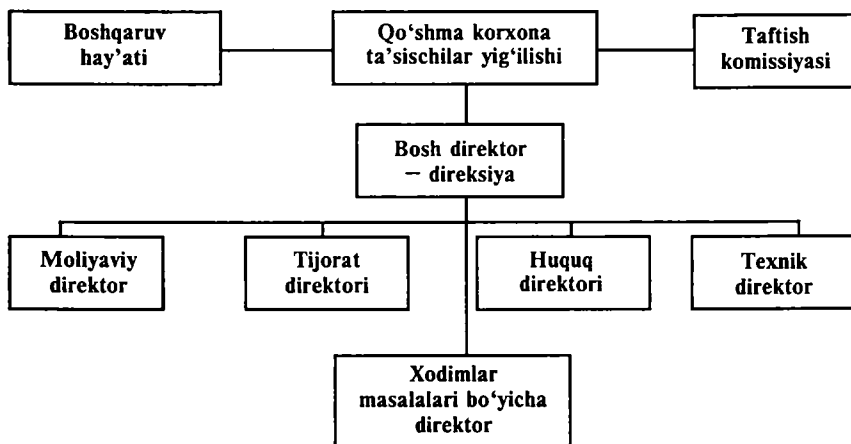 Boshqaruv
hay'ati
Qo‘shma korxona
ta'sischilar yig‘ilishi
Taftish
komissiyasi
Bosh direktor
— direksiya
Moliyaviy
direktor
Tijorat
direktori
Huquq
direktori
Texnik
direktor
Xodimlar
masalalari bo‘yicha
direktor